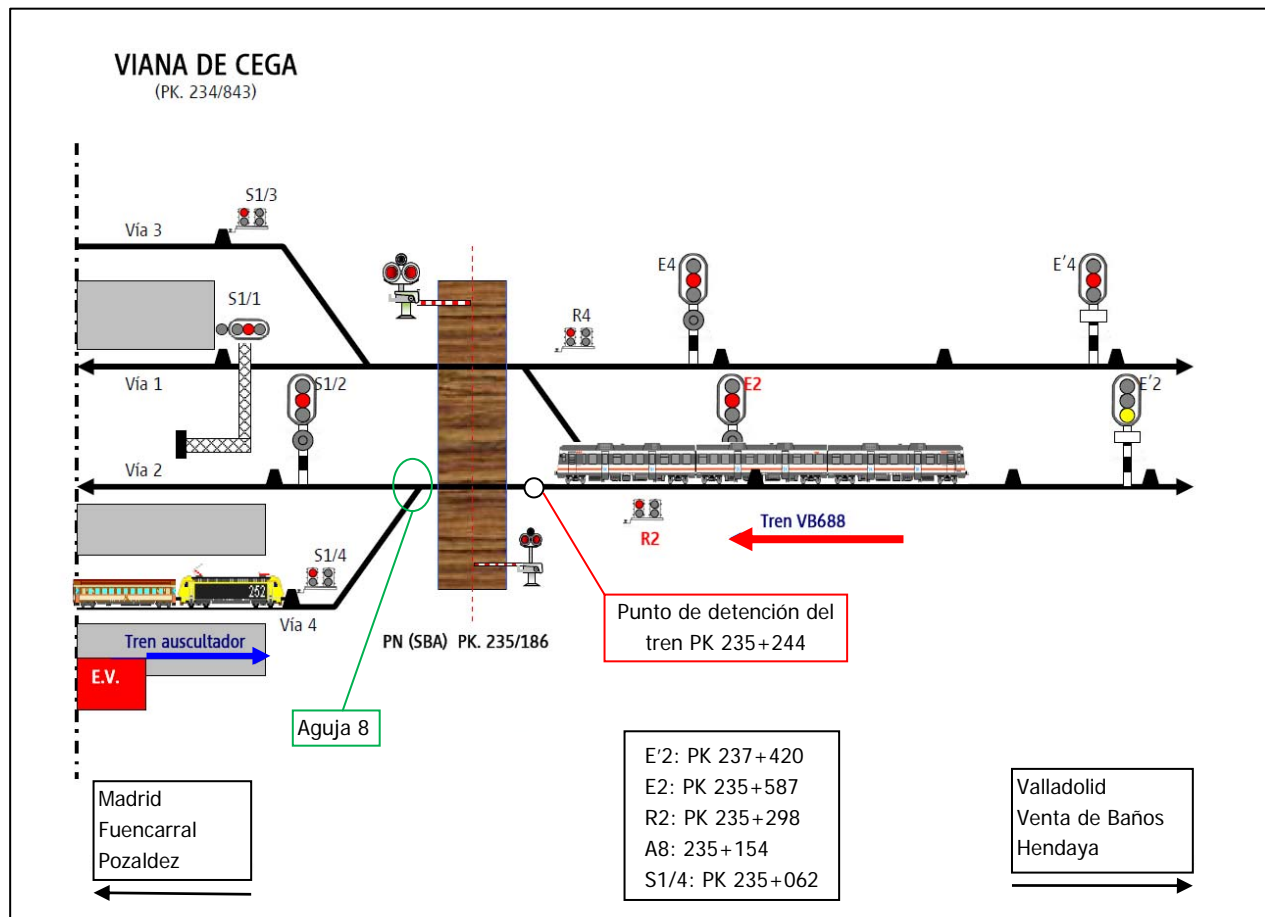 VIANA DE CEGA
(PK. 234/843)
S1/3
Vía 3
E4
E'4
S1/1
R4
Vía 1
S1/2
E2
E'2
Vía 2
Tren VB688
R2
S1/4
252
Vía 4
Tren auscultador
E.V.
PN (SBA) PK. 235/186
Punto de detención del
tren PK 235+244
Aguja 8
E'2: PK 237+420
E2: PK 235+587
R2: PK 235+298
A8: 235+154
S1/4: PK 235+062
Madrid
Fuencarral
Pozaldez
Valladolid
Venta de Baños
Hendaya